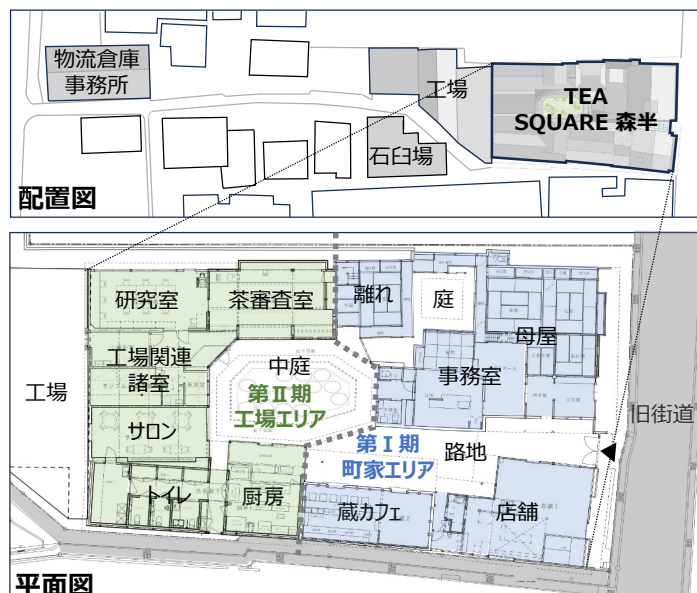 物流倉庫
事務所
工場
TEA
SQUARE 森半
石臼場
配置図
研究室
茶審査室
離れ
庭
母屋
工場関連
諸室
中庭
事務室
工場
第Ⅱ期
工場エリア
サロン
旧街道
第Ⅰ期
町家エリア
路地
トイレ
厨房
蔵カフェ
店舗
平面図